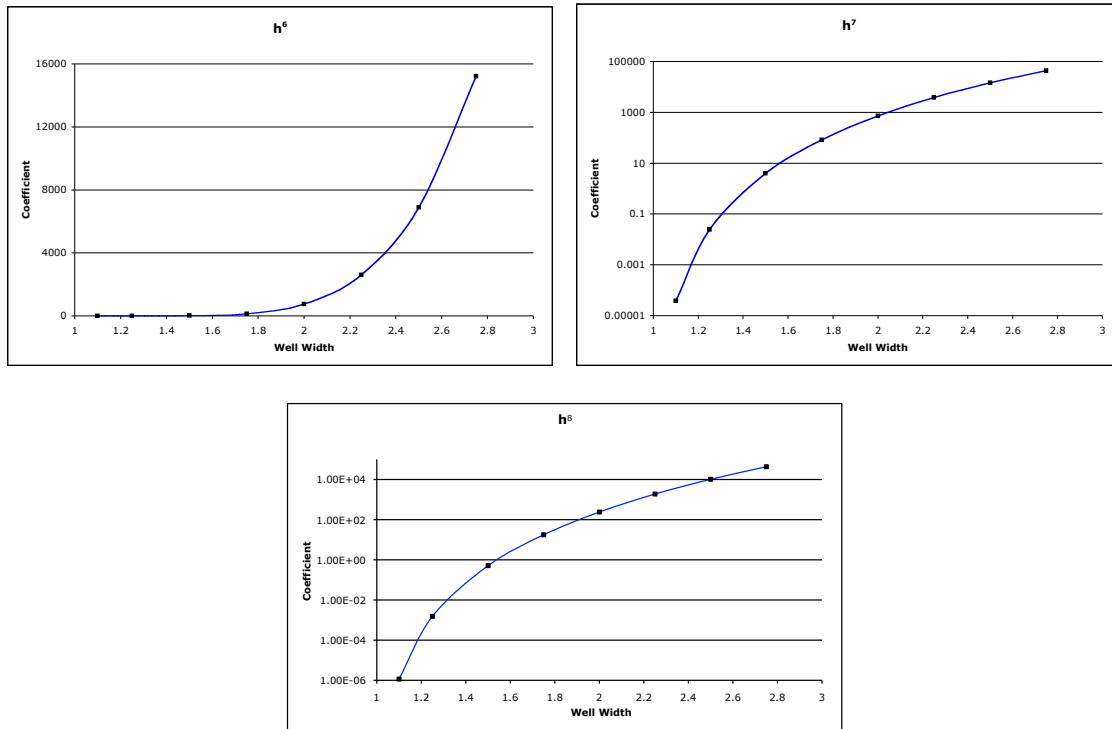 h⁶
16000
12000
8000
4000
0
Coefficient
1 1.2 1.4 1.6 1.8 2 2.2 2.4 2.6 2.8 3
Well Width
h⁷
100000
1000
10
0.1
0.001
0.00001
Coefficient
1 1.2 1.4 1.6 1.8 2 2.2 2.4 2.6 2.8 3
Well Width
h⁸
1.00E+04
1.00E+02
1.00E+00
1.00E-02
1.00E-04
1.00E-06
Coefficient
1 1.2 1.4 1.6 1.8 2 2.2 2.4 2.6 2.8 3
Well Width